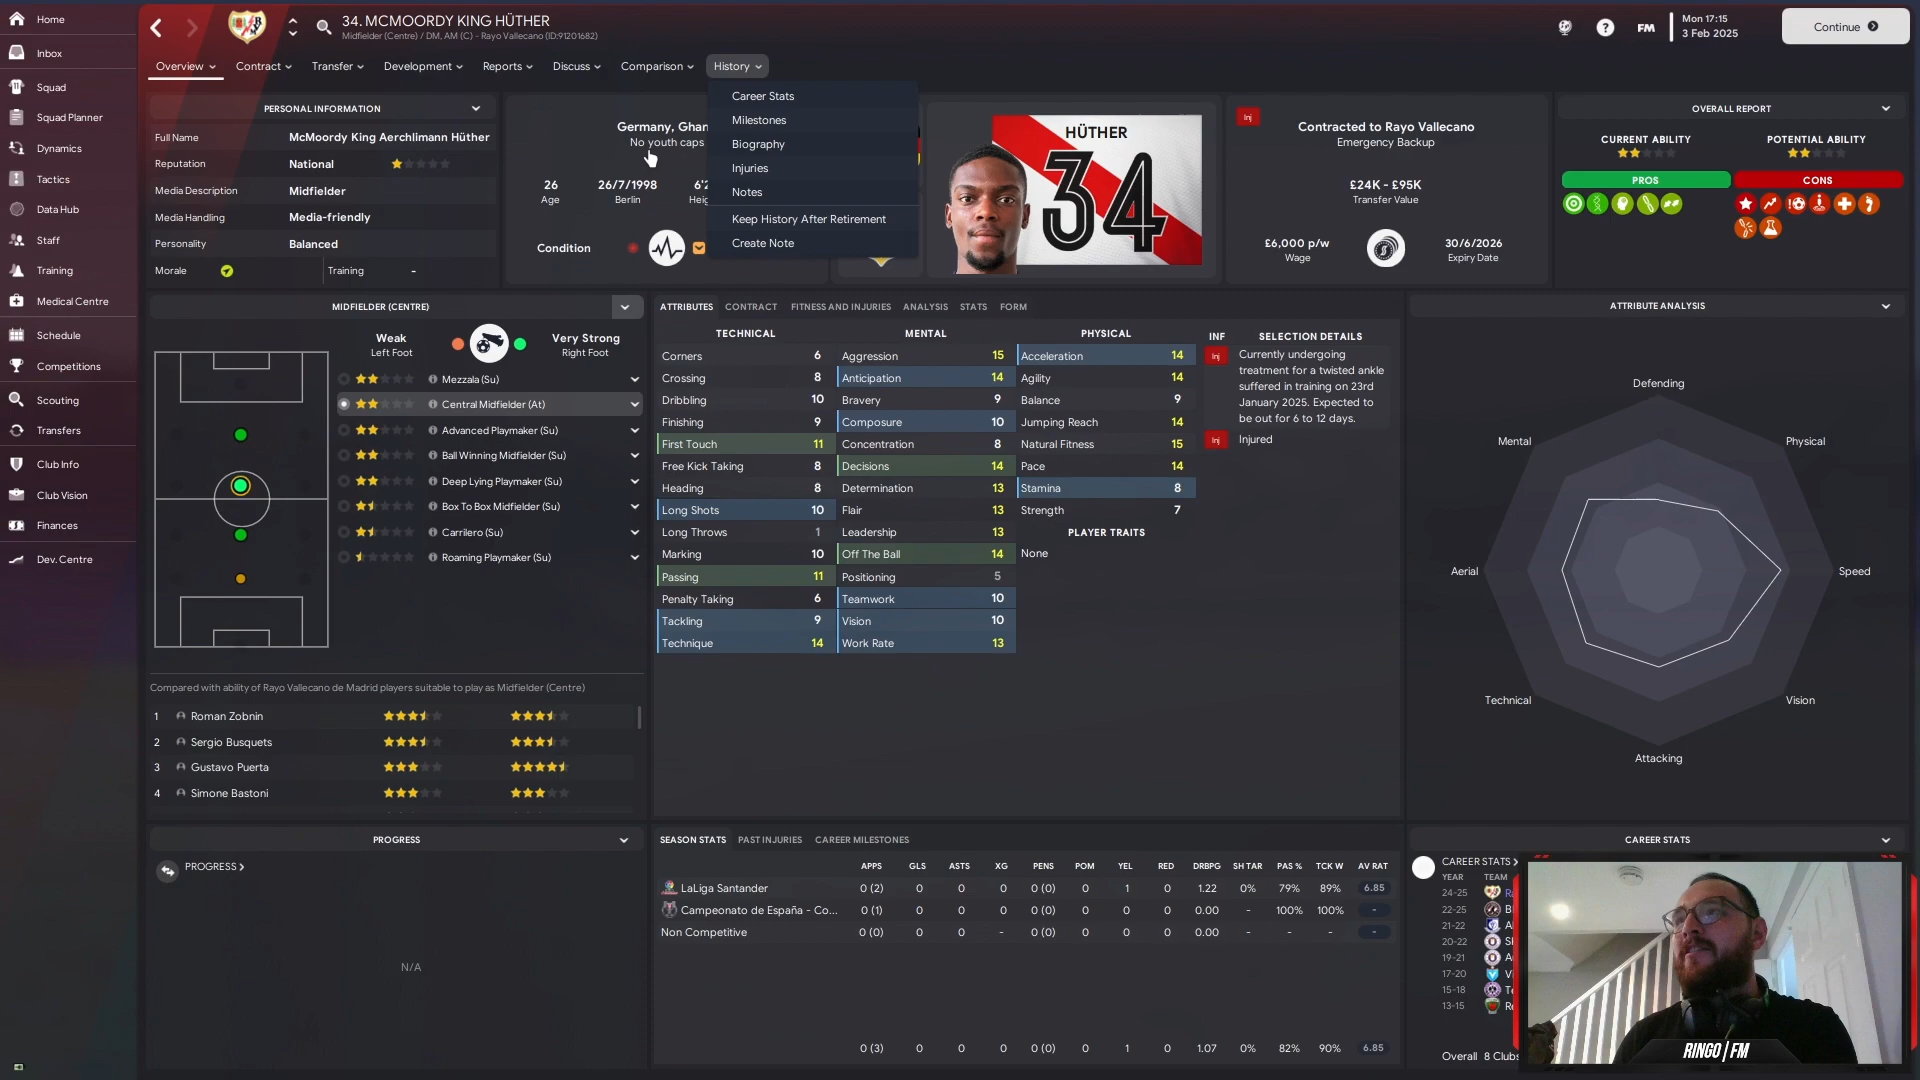 Home
Inbox
Squad
Squad Planner
Dynamics
Tactics
Data Hub
Staff
Training
Medical Centre
Schedule
Competitions
Scouting
Transfers
Club Info
Club Vision
Finances
Dev. Centre
34. MCMOORDY KING HÜTHER
Midfielder (Centre) / DM, AM (C) - Rayo Vallecano (ID:91201682)
FM
Mon 17:15
3 Feb 2025
Continue
Overview
Contract
Transfer
Development
Reports
Discuss
Comparison
History
Career Stats
Milestones
Biography
Injuries
Notes
Keep History After Retirement
Create Note
PERSONAL INFORMATION
Full Name McMoordy King Aerchlimann Hüther
Reputation National
Media Description Midfielder
Media Handling Media-friendly
Personality Balanced
Morale Training -
Germany, Ghan
No youth caps
26 26/7/1998 6'2
Age Berlin Heig
Condition
HÜTHER
34
Inj
Contracted to Rayo Vallecano
Emergency Backup
£24K - £95K
Transfer Value
£6,000 p/w 30/6/2026
Wage Expiry Date
OVERALL REPORT
CURRENT ABILITY POTENTIAL ABILITY
PROS CONS
MIDFIELDER (CENTRE)
Weak Very Strong
Left Foot Right Foot
Mezzala (Su)
Central Midfielder (At)
Advanced Playmaker (Su)
Ball Winning Midfielder (Su)
Deep Lying Playmaker (Su)
Box To Box Midfielder (Su)
Carrilero (Su)
Roaming Playmaker (Su)
Compared with ability of Rayo Vallecano de Madrid players suitable to play as Midfielder (Centre)
1 Roman Zobnin
2 Sergio Busquets
3 Gustavo Puerta
4 Simone Bastoni
ATTRIBUTES CONTRACT FITNESS AND INJURIES ANALYSIS STATS FORM
TECHNICAL MENTAL PHYSICAL
Corners 6 Aggression 15 Acceleration 14
Crossing 8 Anticipation 14 Agility 14
Dribbling 10 Bravery 9 Balance 9
Finishing 9 Composure 10 Jumping Reach 14
First Touch 11 Concentration 8 Natural Fitness 15
Free Kick Taking 8 Decisions 14 Pace 14
Heading 8 Determination 13 Stamina 8
Long Shots 10 Flair 13 Strength 7
Long Throws 1 Leadership 13 PLAYER TRAITS
Marking 10 Off The Ball 14 None
Passing 11 Positioning 5
Penalty Taking 6 Teamwork 10
Tackling 9 Vision 10
Technique 14 Work Rate 13
INF SELECTION DETAILS
Inj Currently undergoing
treatment for a twisted ankle
suffered in training on 23rd
January 2025. Expected to
be out for 6 to 12 days.
Inj Injured
ATTRIBUTE ANALYSIS
Defending
Mental Physical
Aerial Speed
Technical Vision
Attacking
PROGRESS
PROGRESS
N/A
SEASON STATS PAST INJURIES CAREER MILESTONES
APPS GLS ASTS XG PENS POM YEL RED DRBPG SH TAR PAS % TCK W AV RAT
LaLiga Santander 0 (2) 0 0 0 0 (0) 0 1 0 1.22 0% 79% 89% 6.85
Campeonato de España - Co... 0 (1) 0 0 0 0 (0) 0 0 0 0.00 - 100% 100% -
Non Competitive 0 (0) 0 0 - 0 (0) 0 0 0 0.00 - - - -
0 (3) 0 0 0 0 (0) 0 1 0 1.07 0% 82% 90% 6.85
CAREER STATS
CAREER STATS
YEAR TEAM
24-25 R
22-25 B
21-22 A
20-22 S
19-21 A
17-20 V
15-18 Te
13-15 Re
Overall 8 Clubs
RINGO|FM